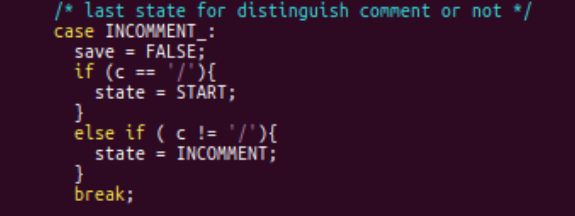 /* last state for distinguish comment or not */
case INCOMMENT_:
save = FALSE;
if (c == '/'){
state = START;
}
else if ( c != '/'){
state = INCOMMENT;
}
break;